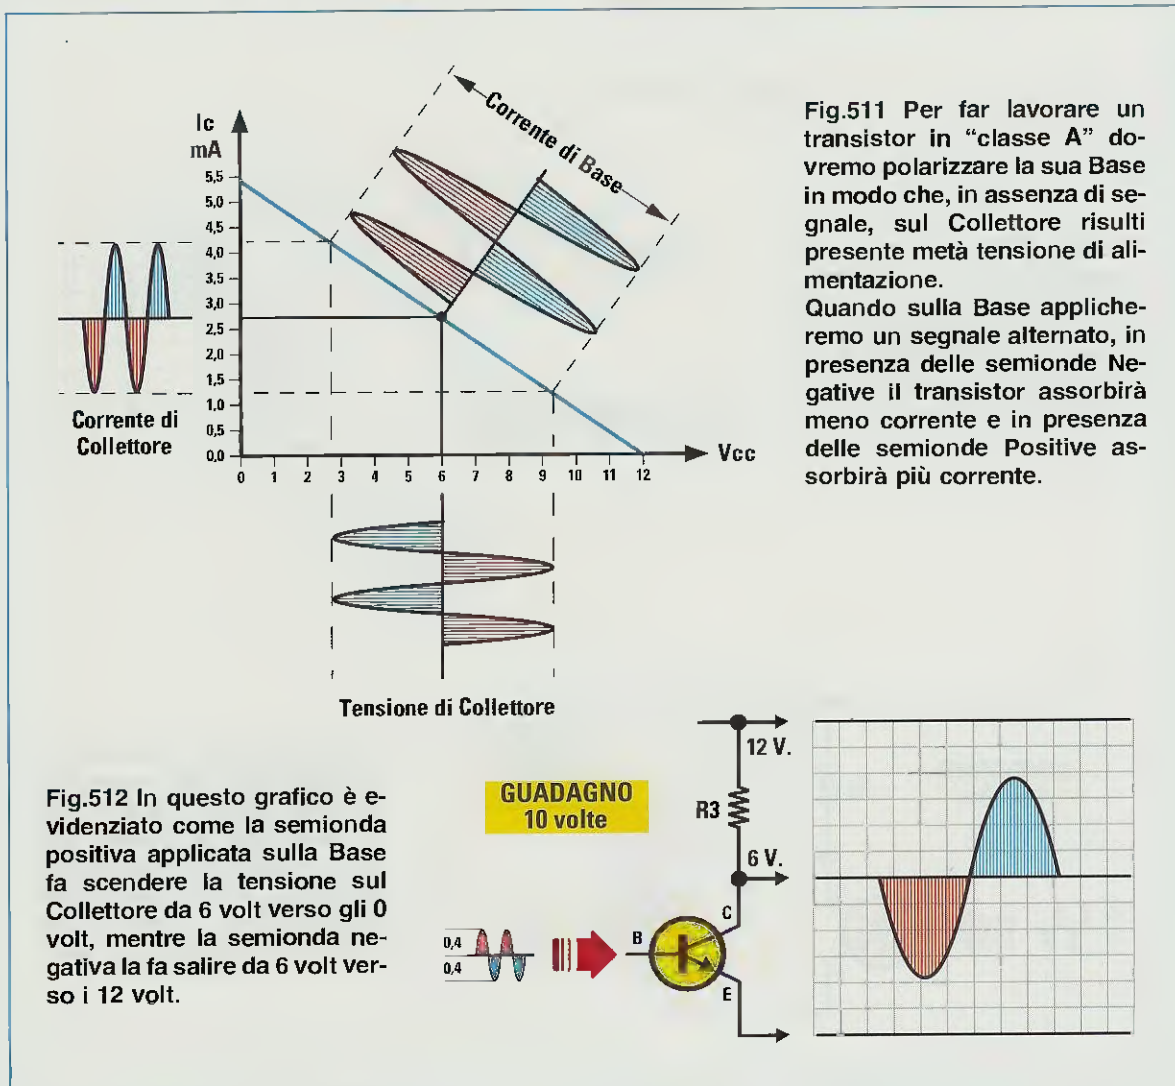 Ic
mA
5,5
5,0
4,5
4,0
3,5
3,0
2,5
2,0
1,5
1,0
0,5
0,0
0 1 2 3 4 5 6 7 8 9 10 11 12
Vcc
Corrente di Base
Corrente di
Collettore
Tensione di Collettore
Fig.511 Per far lavorare un
transistor in “classe A” do-
vremo polarizzare la sua Base
in modo che, in assenza di se-
gnale, sul Collettore risulti
presente metà tensione di ali-
mentazione.
Quando sulla Base appliche-
remo un segnale alternato, in
presenza delle semionde Ne-
gative il transistor assorbirà
meno corrente e in presenza
delle semionde Positive as-
sorbirà più corrente.
Fig.512 In questo grafico è e-
videnziato come la semionda
positiva applicata sulla Base
fa scendere la tensione sul
Collettore da 6 volt verso gli 0
volt, mentre la semionda ne-
gativa la fa salire da 6 volt ver-
so i 12 volt.
GUADAGNO
10 volte
12 V.
R3
6 V.
C
B
E
0,4
0,4